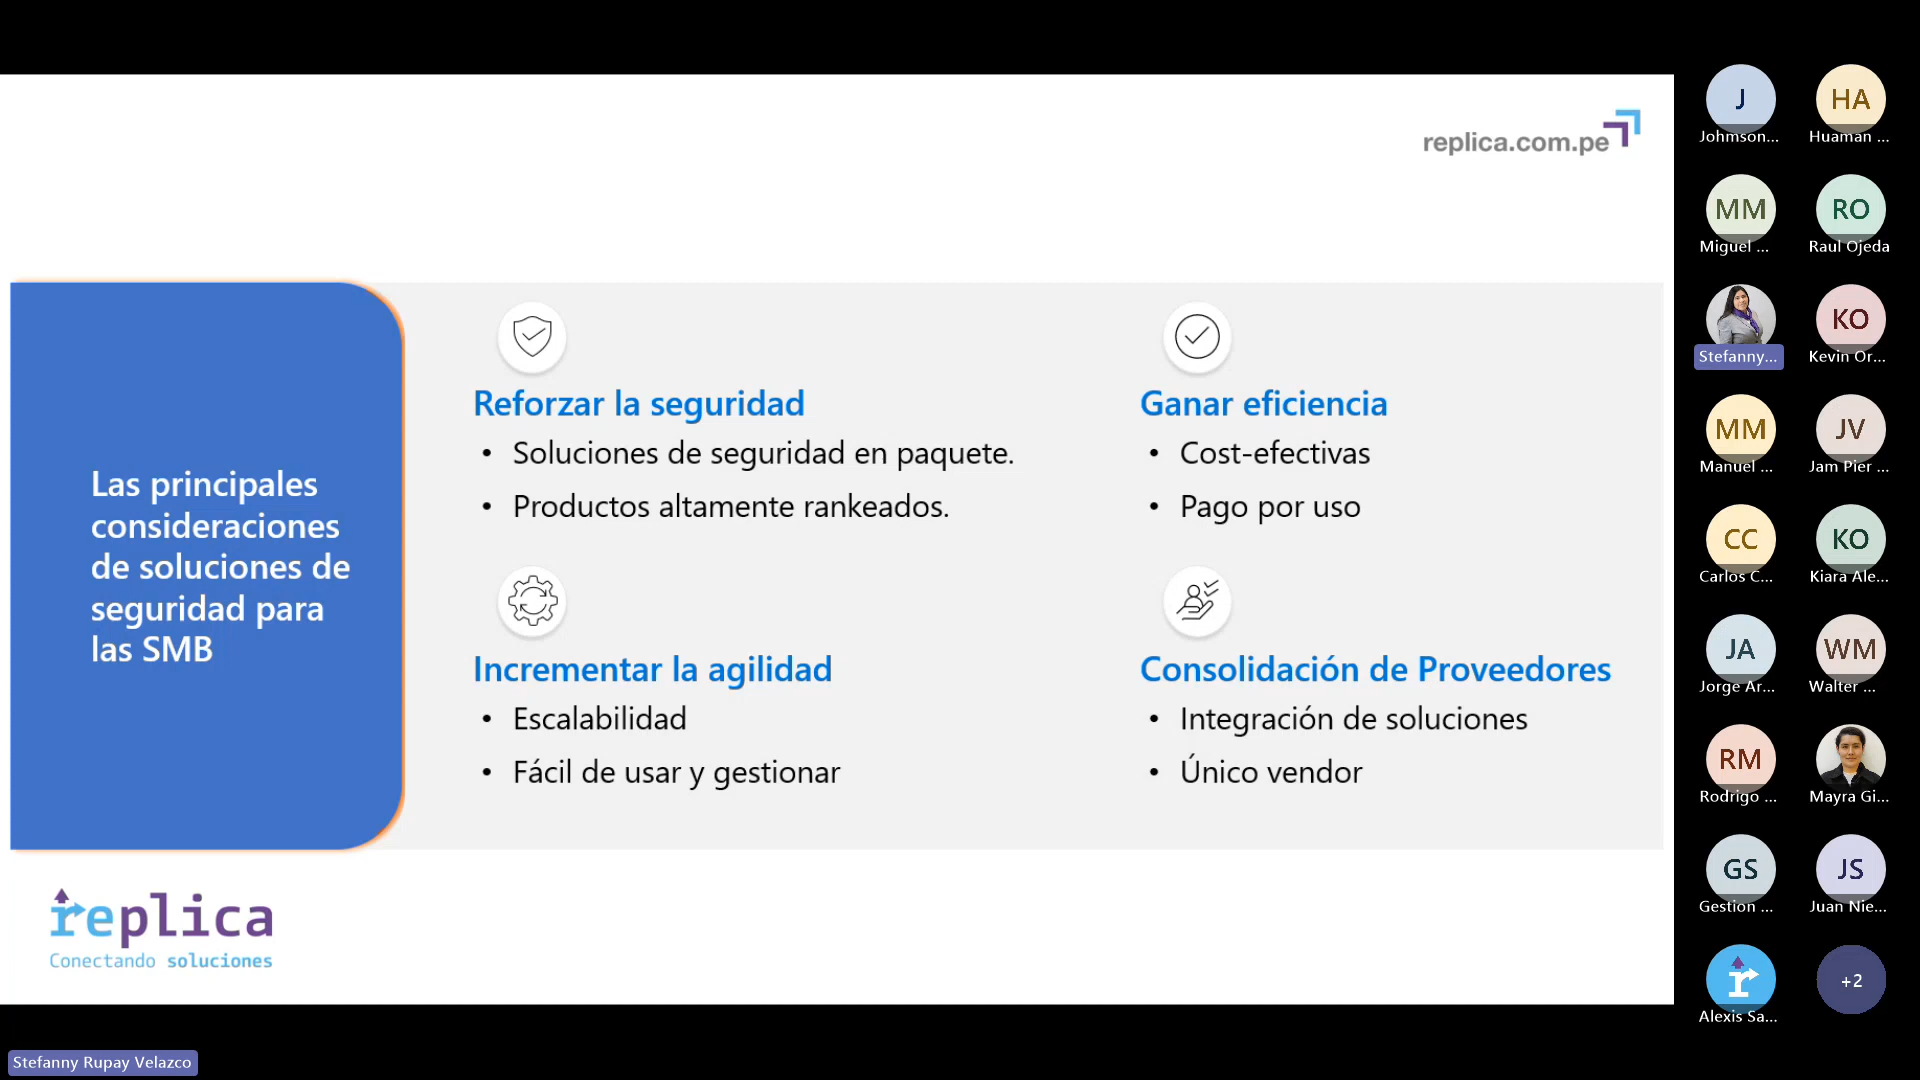 replica.com.pe
Las principales
consideraciones
de soluciones de
seguridad para
las SMB
Reforzar la seguridad
• Soluciones de seguridad en paquete.
• Productos altamente rankeados.
Ganar eficiencia
• Cost-efectivas
• Pago por uso
Incrementar la agilidad
• Escalabilidad
• Fácil de usar y gestionar
Consolidación de Proveedores
• Integración de soluciones
• Único vendor
replica
Conectando soluciones
Stefanny Rupay Velazco
J
Johmson...
HA
Huaman ...
MM
Miguel ...
RO
Raul Ojeda
Stefanny...
KO
Kevin Or...
MM
Manuel ...
JV
Jam Pier ...
CC
Carlos C...
KO
Kiara Ale...
JA
Jorge Ar...
WM
Walter ...
RM
Rodrigo ...
Mayra Gi...
GS
Gestion ...
JS
Juan Nie...
r
Alexis Sa...
+2